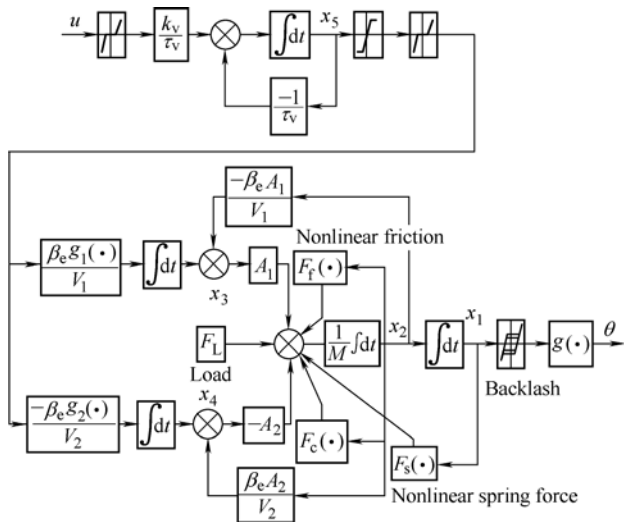 u
k_v/τ_v
∫dt
x_5
-1/τ_v
-β_e A_1/V_1
Nonlinear friction
β_e g_1(·)/V_1
∫dt
x_3
A_1
F_f(·)
F_L
Load
1/M ∫dt
x_2
∫dt
x_1
Backlash
g(·)
θ
-β_e g_2(·)/V_2
∫dt
x_4
-A_2
F_c(·)
F_s(·)
β_e A_2/V_2
Nonlinear spring force